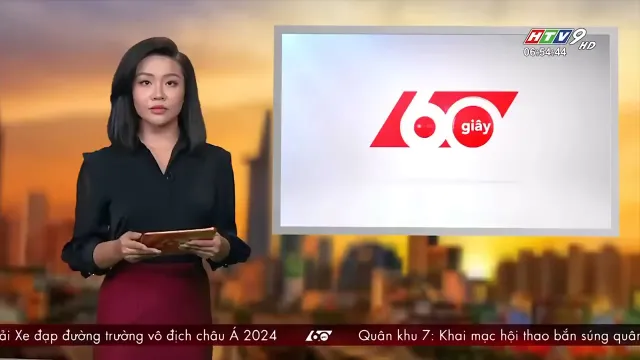 HTV9 HD
06:54:44
60 giây
ải Xe đạp đường trường vô địch châu Á 2024 60 Quân khu 7: Khai mạc hội thao bắn súng quân